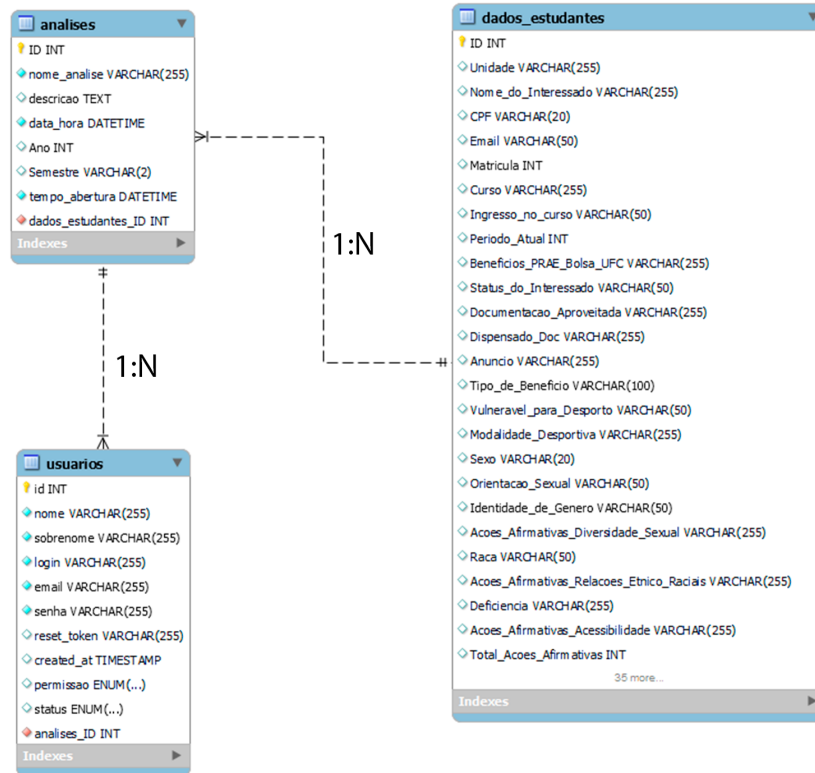 analises
ID INT
nome_analise VARCHAR(255)
descricao TEXT
data_hora DATETIME
Ano INT
Semestre VARCHAR(2)
tempo_abertura DATETIME
dados_estudantes_ID INT
Indexes
1:N
usuarios
id INT
nome VARCHAR(255)
sobrenome VARCHAR(255)
login VARCHAR(255)
email VARCHAR(255)
senha VARCHAR(255)
reset_token VARCHAR(255)
created_at TIMESTAMP
permissao ENUM(...)
status ENUM(...)
analises_ID INT
Indexes
1:N
dados_estudantes
ID INT
Unidade VARCHAR(255)
Nome_do_Interessado VARCHAR(255)
CPF VARCHAR(20)
Email VARCHAR(50)
Matricula INT
Curso VARCHAR(255)
Ingresso_no_curso VARCHAR(50)
Periodo_Atual INT
Beneficios_PRAE_Bolsa_UFC VARCHAR(255)
Status_do_Interessado VARCHAR(50)
Documentacao_Aproveitada VARCHAR(255)
Dispensado_Doc VARCHAR(255)
Anuncio VARCHAR(255)
Tipo_de_Beneficio VARCHAR(100)
Vulneravel_para_Desporto VARCHAR(50)
Modalidade_Desportiva VARCHAR(255)
Sexo VARCHAR(20)
Orientacao_Sexual VARCHAR(50)
Identidade_de_Genero VARCHAR(50)
Acoes_Afirmativas_Diversidade_Sexual VARCHAR(255)
Raca VARCHAR(50)
Acoes_Afirmativas_Relacoes_Etnico_Raciais VARCHAR(255)
Deficiencia VARCHAR(255)
Acoes_Afirmativas_Acessibilidade VARCHAR(255)
Total_Acoes_Afirmativas INT
35 more...
Indexes